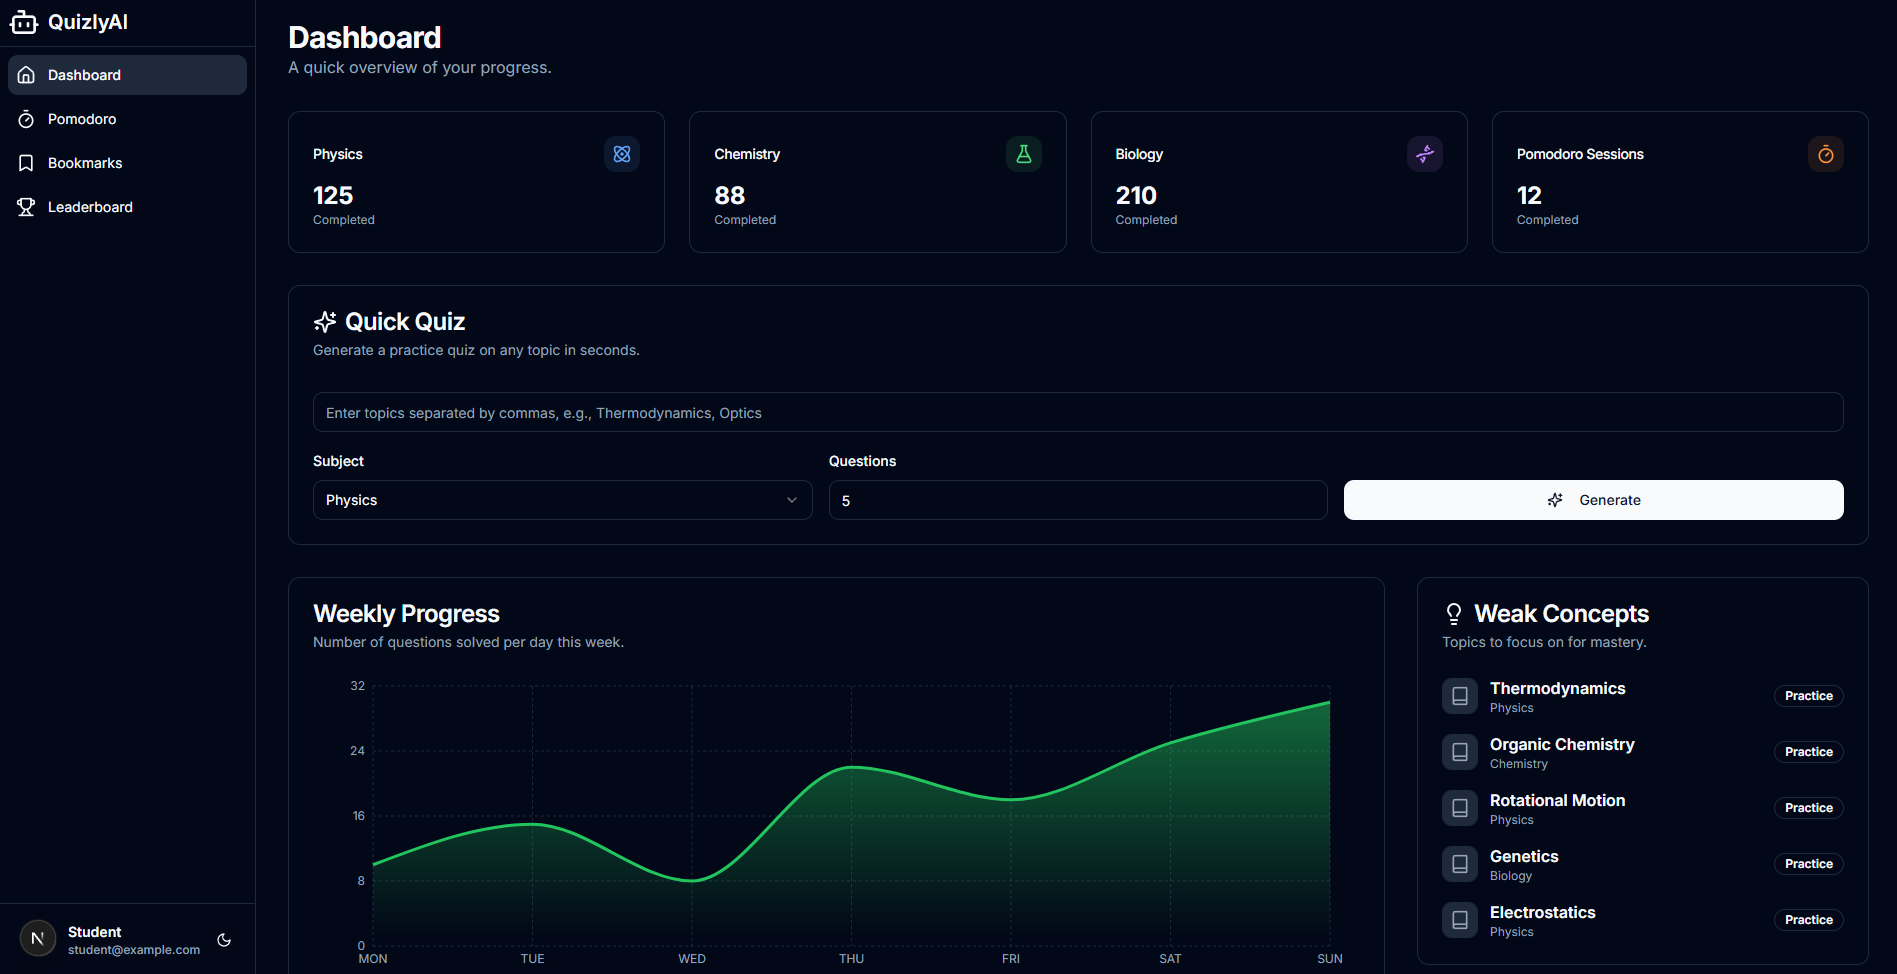 QuizlyAI
Dashboard
Pomodoro
Bookmarks
Leaderboard
Dashboard
A quick overview of your progress.
Physics
125
Completed
Chemistry
88
Completed
Biology
210
Completed
Pomodoro Sessions
12
Completed
Quick Quiz
Generate a practice quiz on any topic in seconds.
Enter topics separated by commas, e.g., Thermodynamics, Optics
Subject
Physics
Questions
5
Generate
Weekly Progress
Number of questions solved per day this week.
32
24
16
8
0
MON TUE WED THU FRI SAT SUN
Weak Concepts
Topics to focus on for mastery.
Thermodynamics
Physics
Practice
Organic Chemistry
Chemistry
Practice
Rotational Motion
Physics
Practice
Genetics
Biology
Practice
Electrostatics
Physics
Practice
N
Student
student@example.com